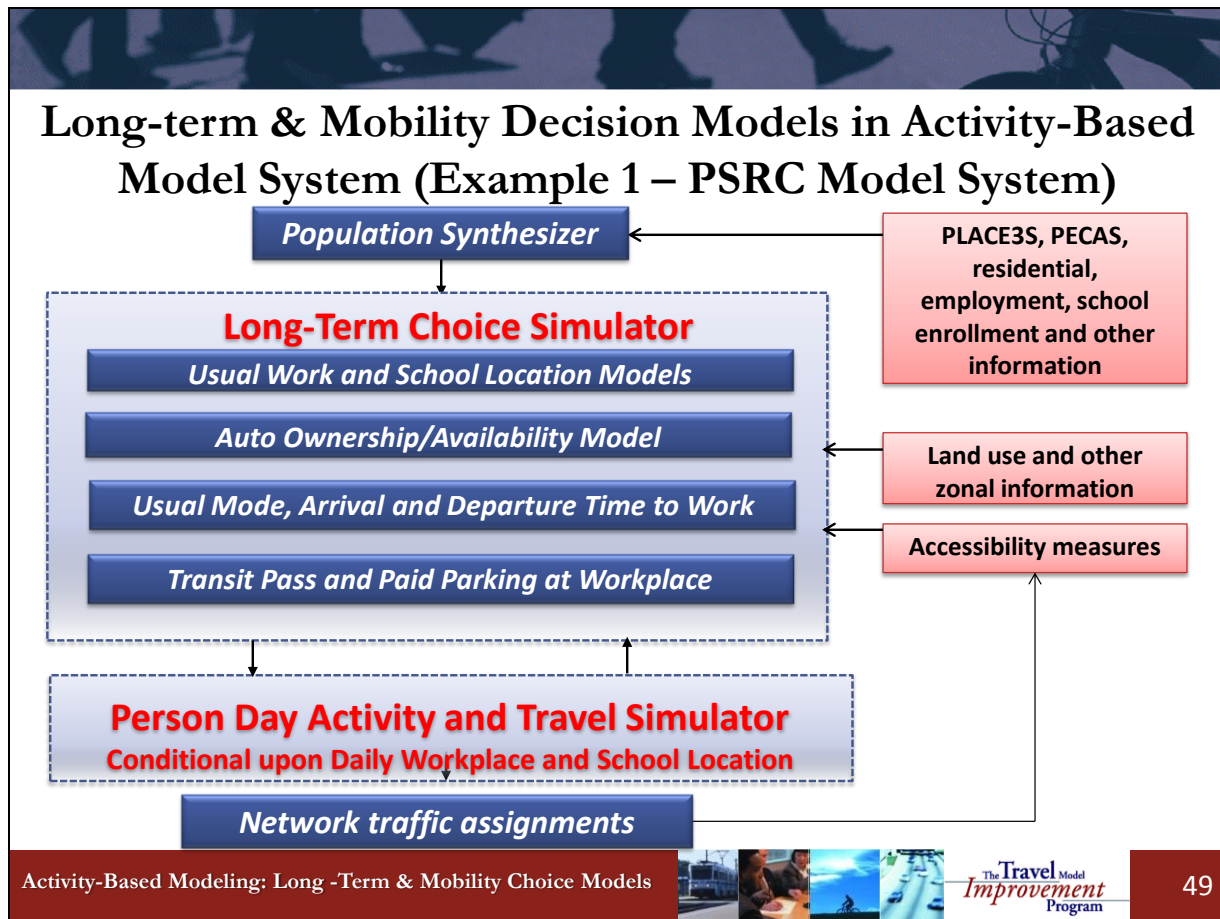 Long-term & Mobility Decision Models in Activity-Based
Model System (Example 1 – PSRC Model System)
Population Synthesizer
PLACE3S, PECAS,
residential,
employment, school
enrollment and other
information
Long-Term Choice Simulator
Usual Work and School Location Models
Auto Ownership/Availability Model
Land use and other
zonal information
Usual Mode, Arrival and Departure Time to Work
Accessibility measures
Transit Pass and Paid Parking at Workplace
Person Day Activity and Travel Simulator
Conditional upon Daily Workplace and School Location
Network traffic assignments
Activity-Based Modeling: Long -Term & Mobility Choice Models
The Travel Model
Improvement
Program
49